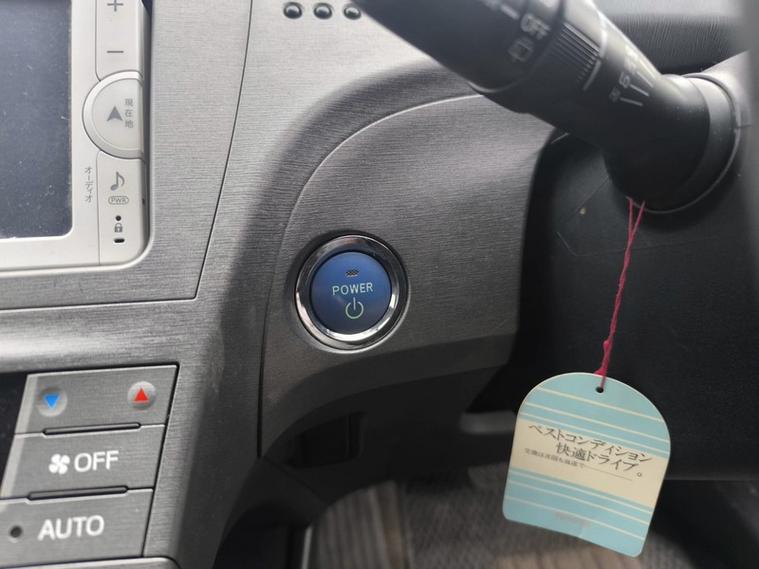 +
−
現在地
オーディオ
PWR
OFF
POWER
OFF
AUTO
ベストコンディション
快適ドライブ。